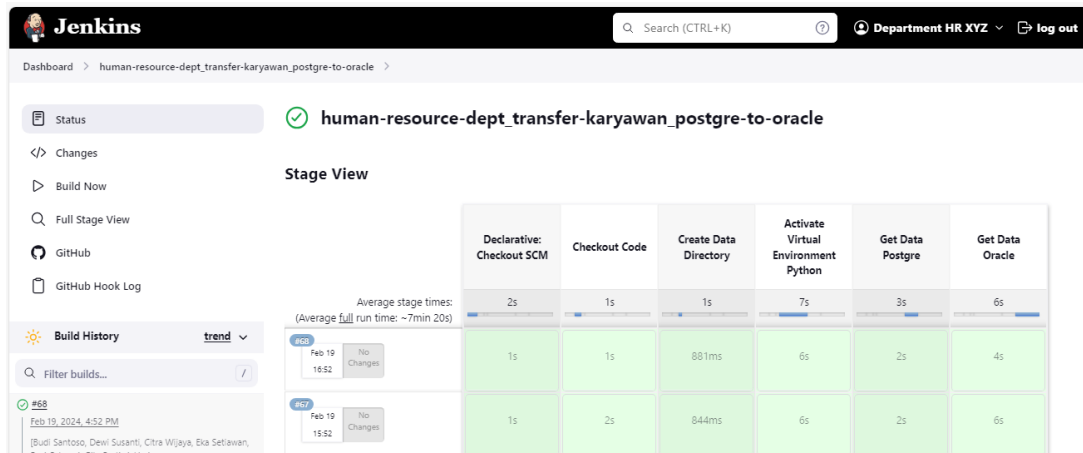 Jenkins
Search (CTRL+K)
Department HR XYZ
log out
Dashboard > human-resource-dept_transfer-karyawan_postgre-to-oracle >
Status
Changes
Build Now
Full Stage View
GitHub
GitHub Hook Log
Build History
trend
Filter builds...
/
#68
Feb 19, 2024, 4:52 PM
[Budi Santoso, Dewi Susanti, Citra Wijaya, Eka Setiawan,
human-resource-dept_transfer-karyawan_postgre-to-oracle
Stage View
Declarative:
Checkout SCM
Checkout Code
Create Data
Directory
Activate
Virtual
Environment
Python
Get Data
Postgre
Get Data
Oracle
Average stage times:
(Average full run time: ~7min 20s)
2s
1s
1s
7s
3s
6s
#68
Feb 19
16:52
No
Changes
1s
1s
881ms
6s
2s
4s
#67
Feb 19
15:52
No
Changes
1s
2s
844ms
6s
2s
6s